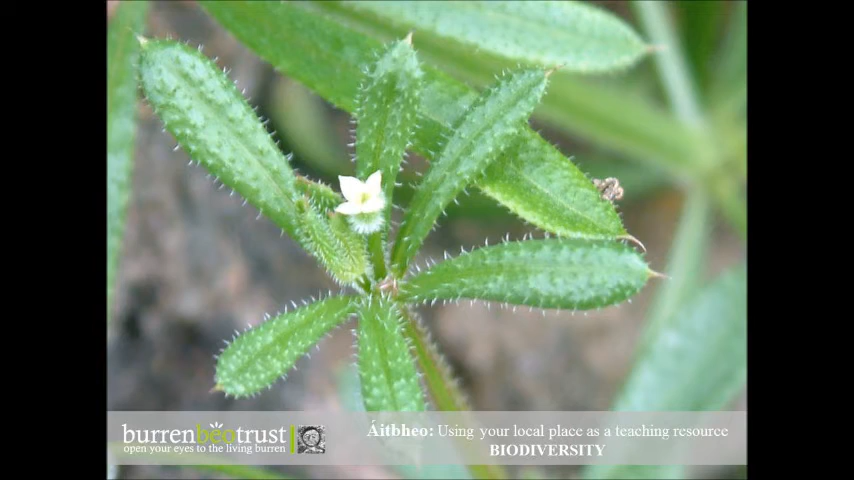 burrenbeotrust
open your eyes to the living burren
Áitbheo: Using your local place as a teaching resource
BIODIVERSITY